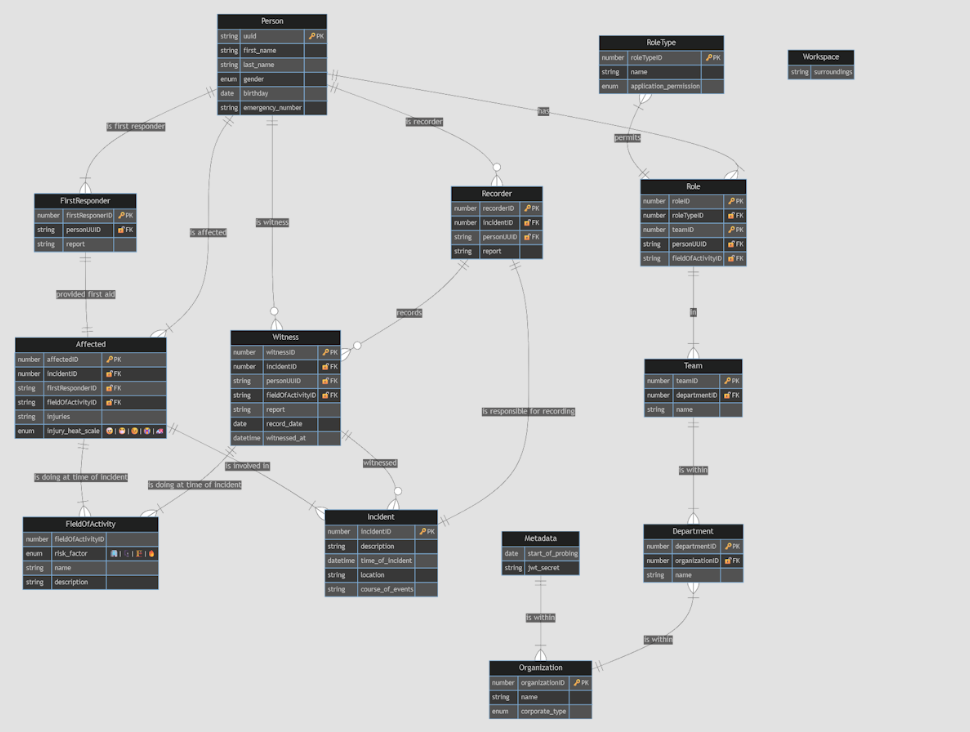 Person
string uuid 🔑PK
string first_name
string last_name
enum gender
date birthday
string emergency_number
RoleType
number roleTypeID 🔑PK
string name
enum application_permission
Workspace
string surroundings
is first responder
is recorder
has
permits
FirstResponder
number firstResponerID 🔑PK
string personUUID 🔓FK
string report
is affected
is witness
Recorder
number recorderID 🔑PK
number incidentID 🔓FK
string personUUID 🔓FK
string report
Role
number roleID 🔑PK
number roleTypeID 🔓FK
string teamID 🔑PK
string personUUID 🔓FK
string fieldOfActivityID 🔓FK
provided first aid
records
in
Affected
number affectedID 🔑PK
number incidentID 🔓FK
string firstResponderID 🔓FK
string fieldOfActivityID 🔓FK
string injuries
enum injury_heat_scale
Witness
number witnessID 🔑PK
number incidentID 🔓FK
string personUUID 🔓FK
string fieldOfActivityID 🔓FK
string report
date record_date
datetime witnessed_at
Team
number teamID 🔑PK
number departmentID 🔓FK
string name
is responsible for recording
is doing at time of incident
is involved in
is doing at time of incident
witnessed
is within
FieldOfActivity
number fieldOfActivityID
enum risk_factor
string name
string description
Incident
number incidentID 🔑PK
string description
datetime time_of_incident
string location
string course_of_events
Metadata
date start_of_probing
string jwt_secret
Department
number departmentID 🔑PK
number organizationID 🔓FK
string name
is within
is within
Organization
number organizationID 🔑PK
string name
enum corporate_type